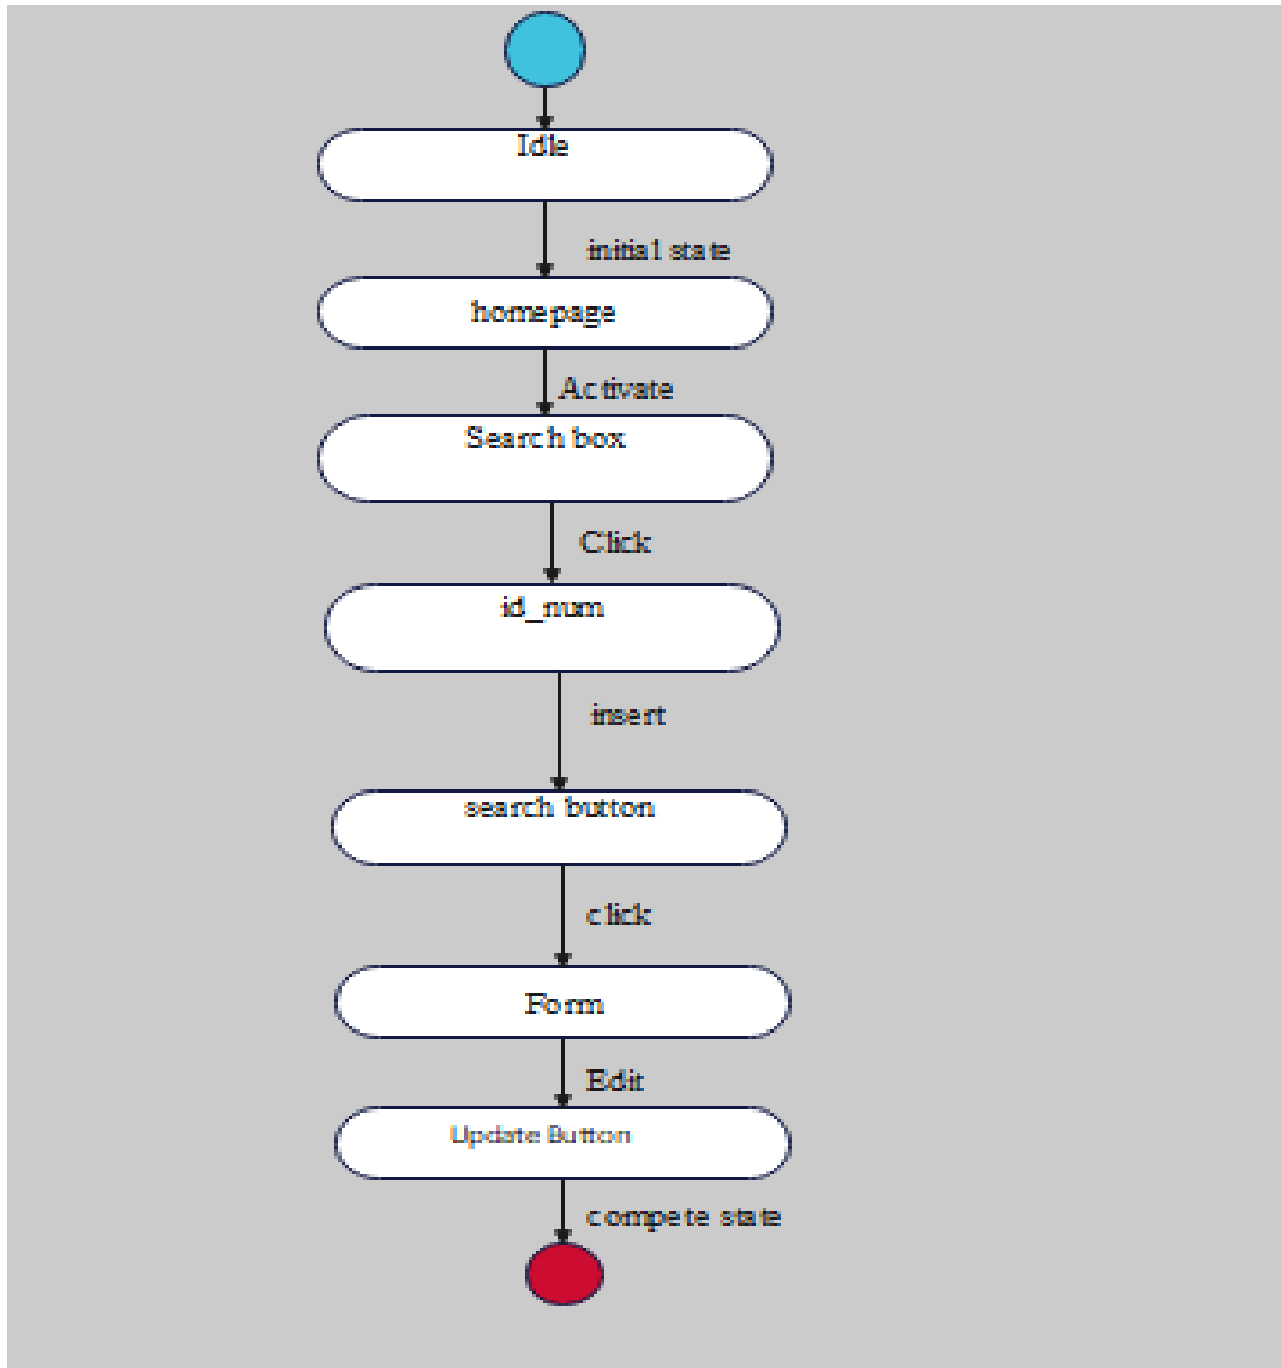 Idle
initial state
homepage
Activate
Search box
Click
id_num
insert
search button
click
Form
Edit
Update Button
compete state